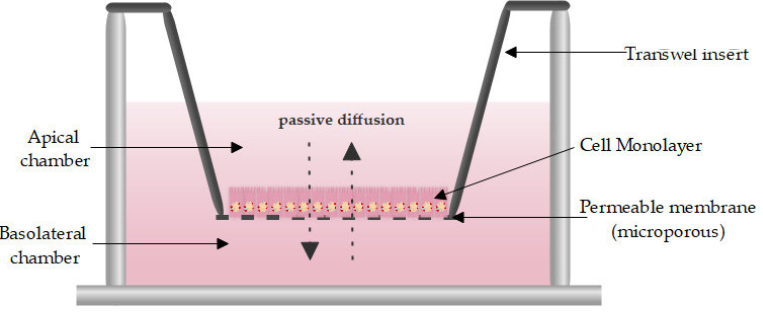 Transwel insert
passive diffusion
Apical
chamber
Cell Monolayer
Permeable membrane
(microporous)
Basolateral
chamber